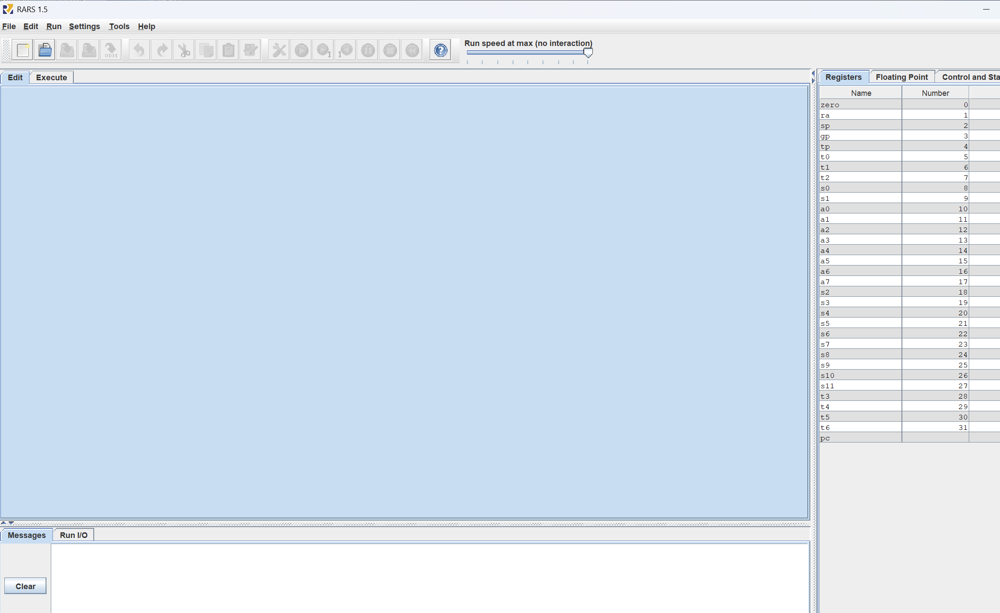 RARS 1.5
File Edit Run Settings Tools Help
0101
1
1
Run speed at max (no interaction)
Edit Execute
Registers Floating Point Control and Sta
Name Number
zero 0
ra 1
sp 2
gp 3
tp 4
t0 5
t1 6
t2 7
s0 8
s1 9
a0 10
a1 11
a2 12
a3 13
a4 14
a5 15
a6 16
a7 17
s2 18
s3 19
s4 20
s5 21
s6 22
s7 23
s8 24
s9 25
s10 26
s11 27
t3 28
t4 29
t5 30
t6 31
pc
Messages Run I/O
Clear